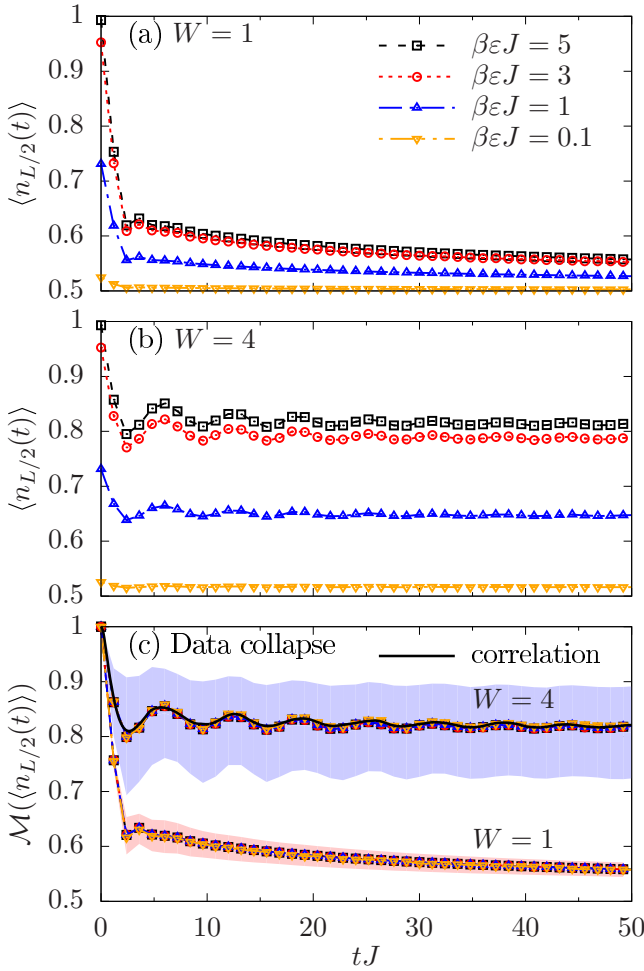 (a) W = 1
βεJ = 5
βεJ = 3
βεJ = 1
βεJ = 0.1
⟨n_{L/2}(t)⟩
1
0.9
0.8
0.7
0.6
0.5
(b) W = 4
⟨n_{L/2}(t)⟩
1
0.9
0.8
0.7
0.6
0.5
(c) Data collapse
correlation
W = 4
W = 1
ℳ(⟨n_{L/2}(t)⟩)
1
0.9
0.8
0.7
0.6
0.5
0 10 20 30 40 50
tJ